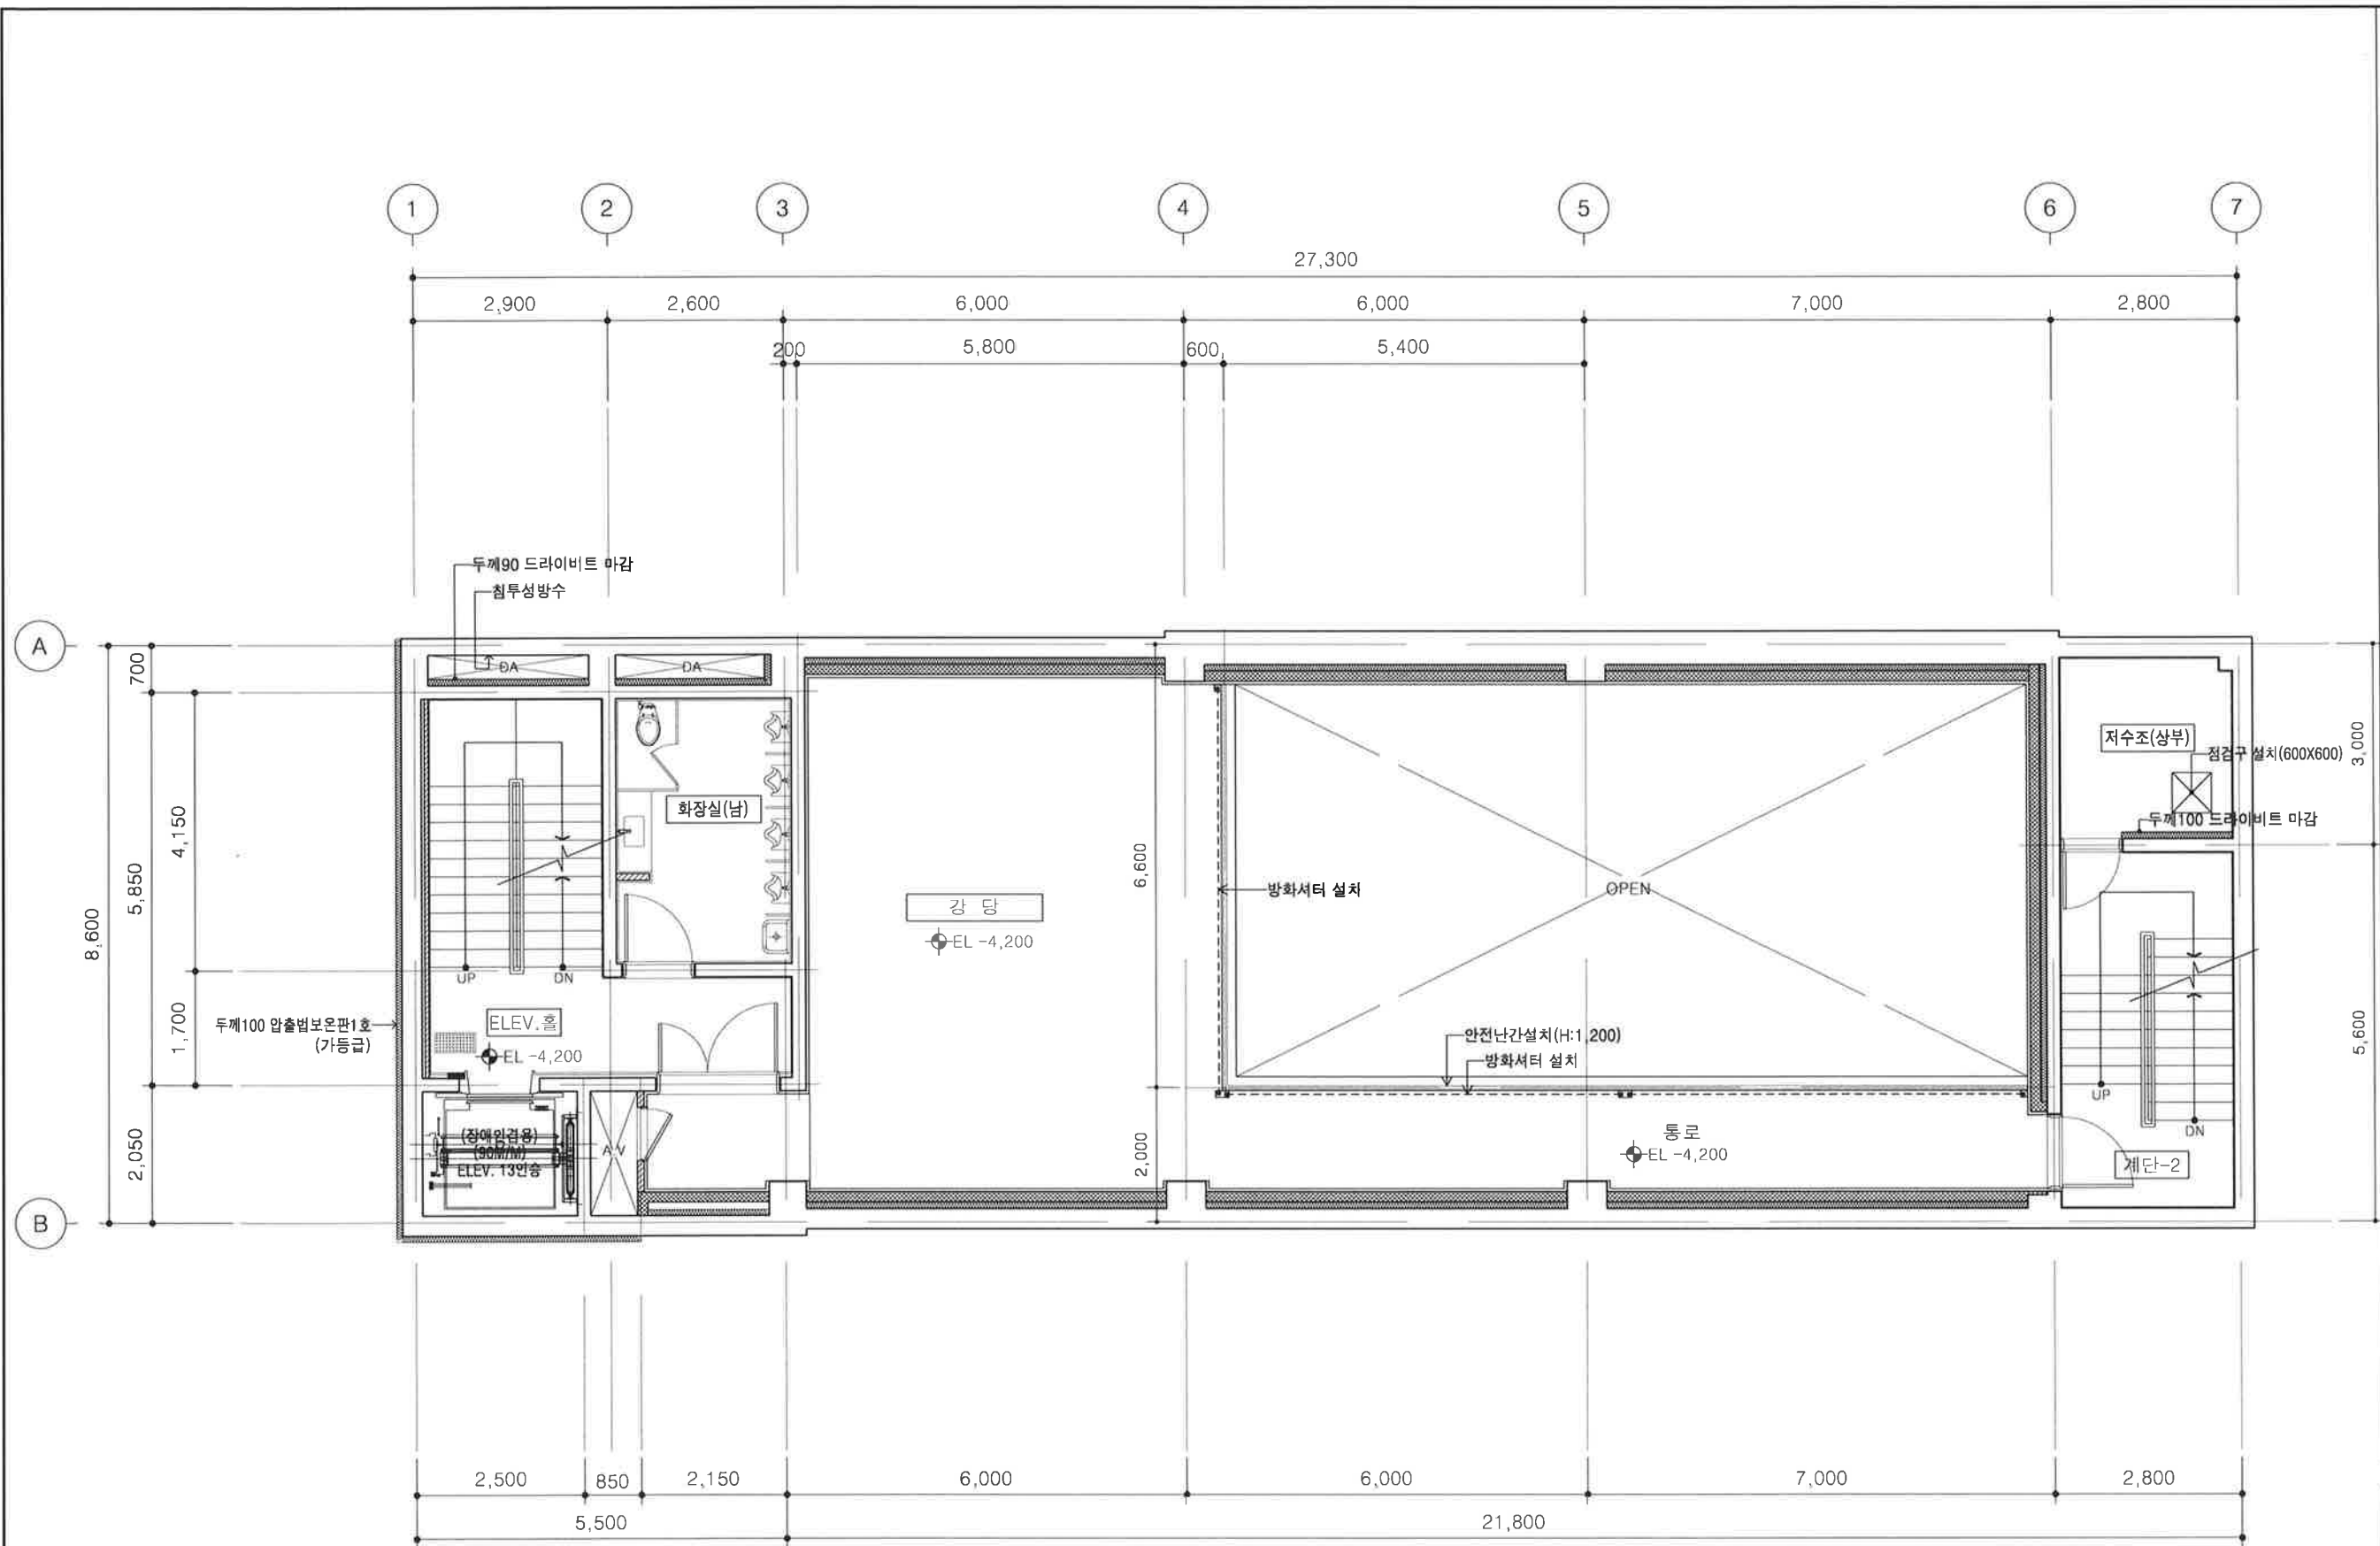 1 2 3 4 5 6 7
27,300
2,900 2,600 6,000 6,000 7,000 2,800
200 5,800 600 5,400
두께90 드라이비트 마감
침투성방수
A
DA DA
700
저수조(상부)
점검구 설치(600X600)
3,000
화장실(남)
4,150
두께100 드라이비트 마감
5,850
6,600
방화셔터 설치
OPEN
강 당
EL -4,200
8,600
UP DN
1,700
두께100 압출법보온판1호
(가등급)
ELEV.홀
EL -4,200
안전난간설치(H:1,200)
방화셔터 설치
5,600
UP
DN
2,050
(장애인겸용)
(90M/M)
ELEV. 13인승
A V
2,000
통로
EL -4,200
계단-2
B
2,500 850 2,150 6,000 6,000 7,000 2,800
5,500 21,800